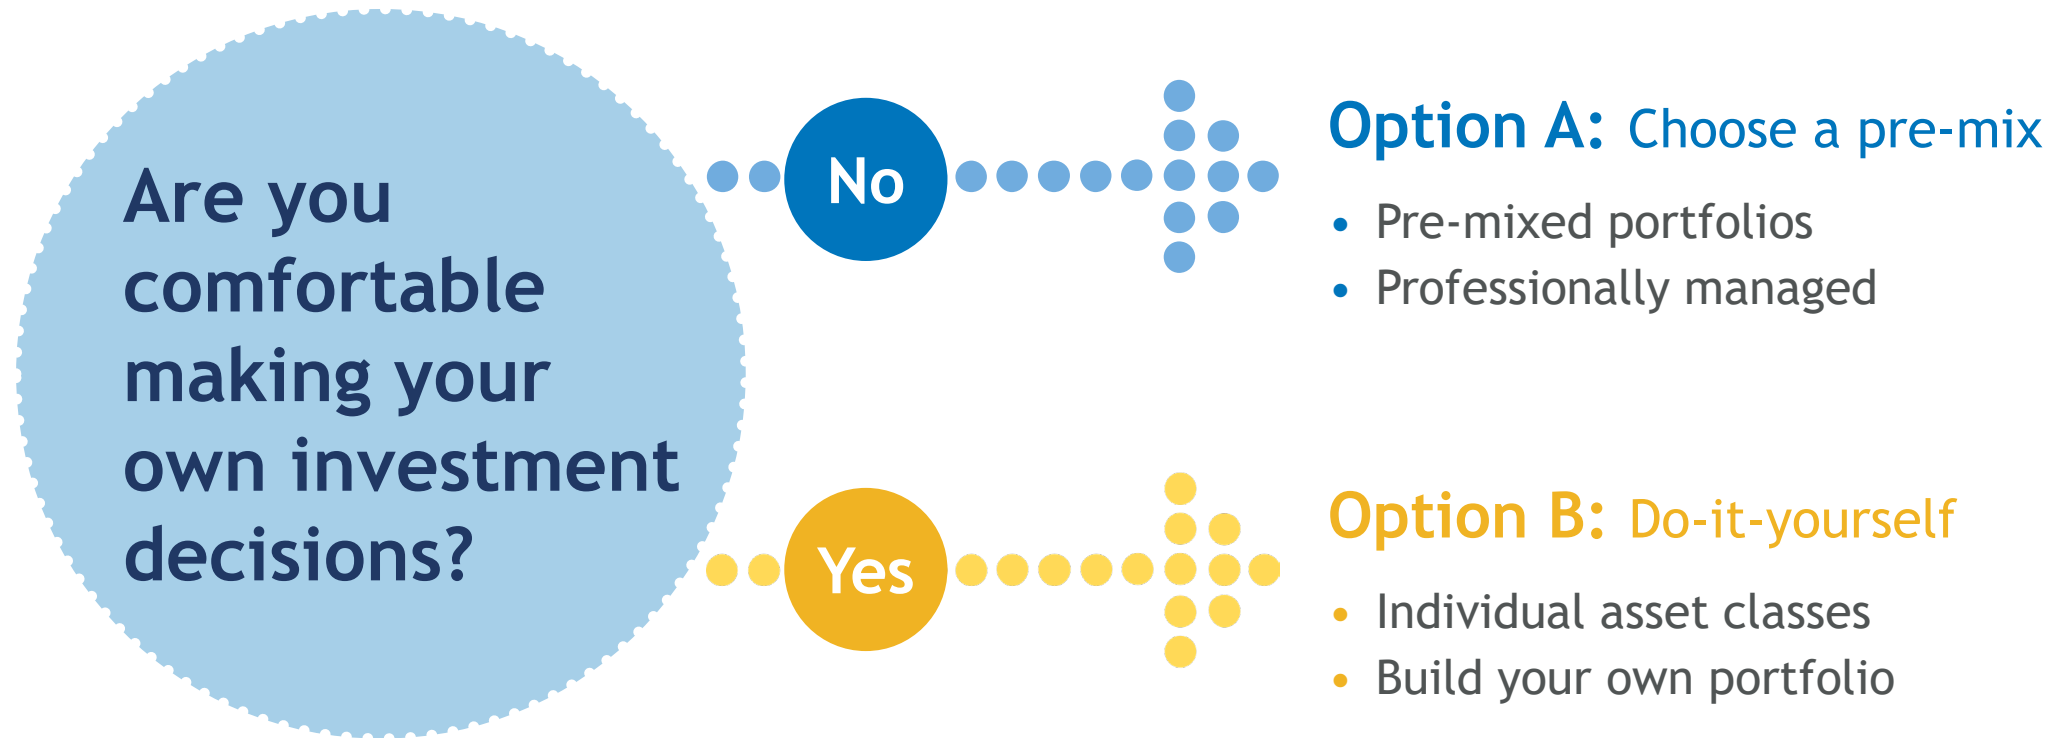 Are you
comfortable
making your
own investment
decisions?
No
Option A: Choose a pre-mix
• Pre-mixed portfolios
• Professionally managed
Yes
Option B: Do-it-yourself
• Individual asset classes
• Build your own portfolio